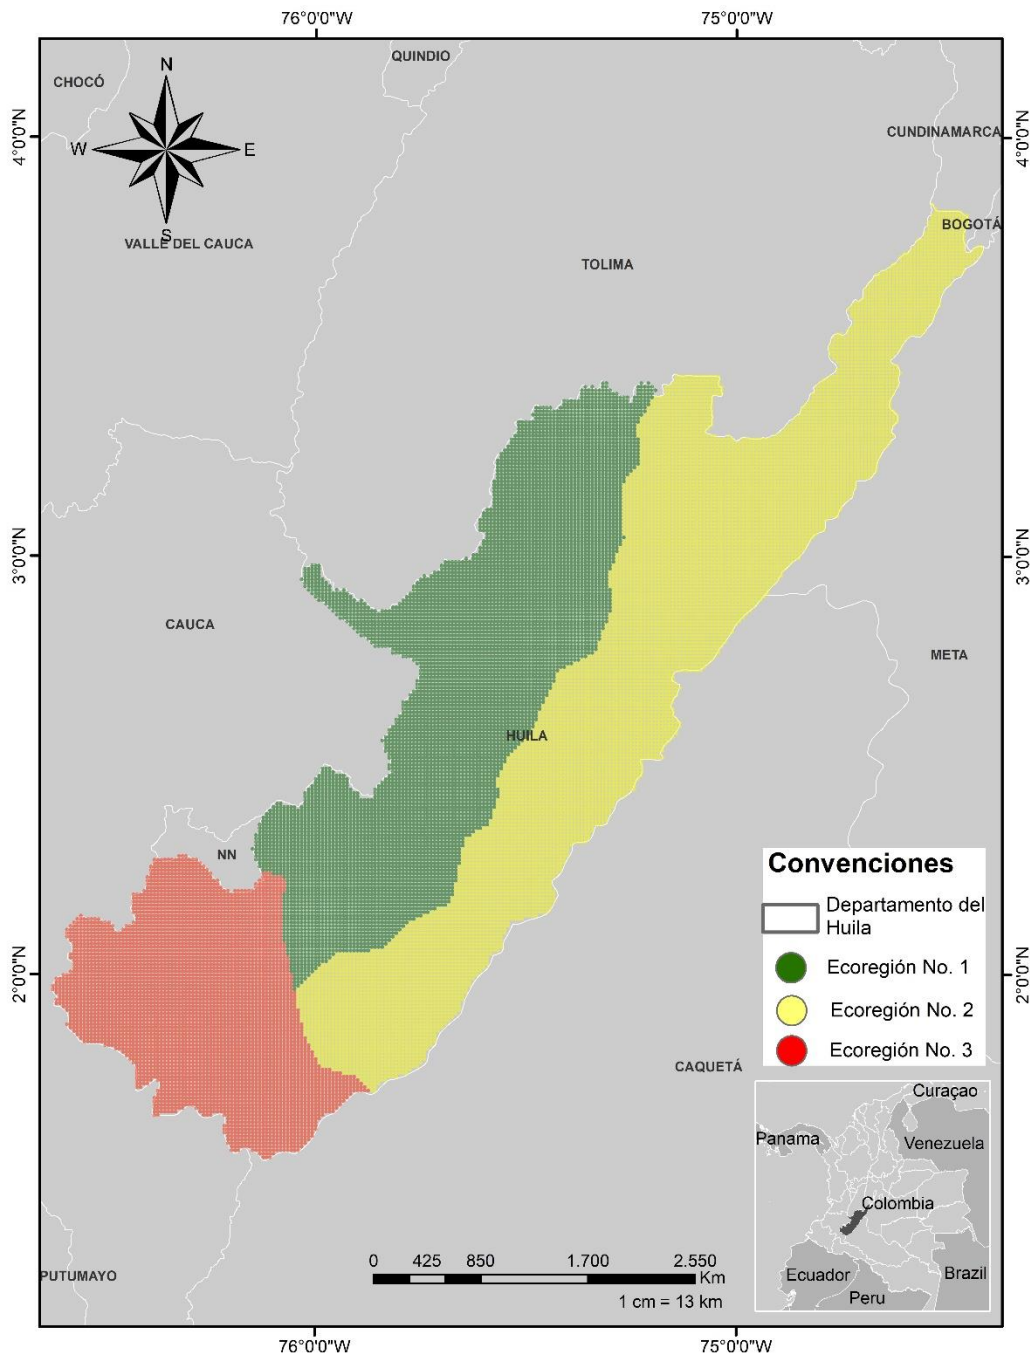 76°0'0"W
75°0'0"W
QUINDIO
CHOCÓ
N
4°0'0"N
CUNDINAMARCA
4°0'0"N
W
E
S
BOGOTÁ
VALLE DEL CAUCA
TOLIMA
3°0'0"N
3°0'0"N
CAUCA
META
HUILA
NN
Convenciones
Departamento del
Huila
Ecoregión No. 1
2°0'0"N
2°0'0"N
Ecoregión No. 2
Ecoregión No. 3
CAQUETÁ
Curaçao
Panama
Venezuela
Colombia
Ecuador
Brazil
Peru
PUTUMAYO
0 425 850 1.700 2.550
Km
1 cm = 13 km
76°0'0"W
75°0'0"W